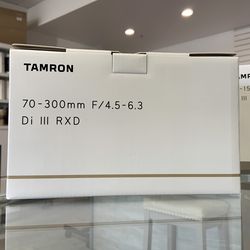 TAMRON
70-300mm F/4.5-6.3
Di III RXD